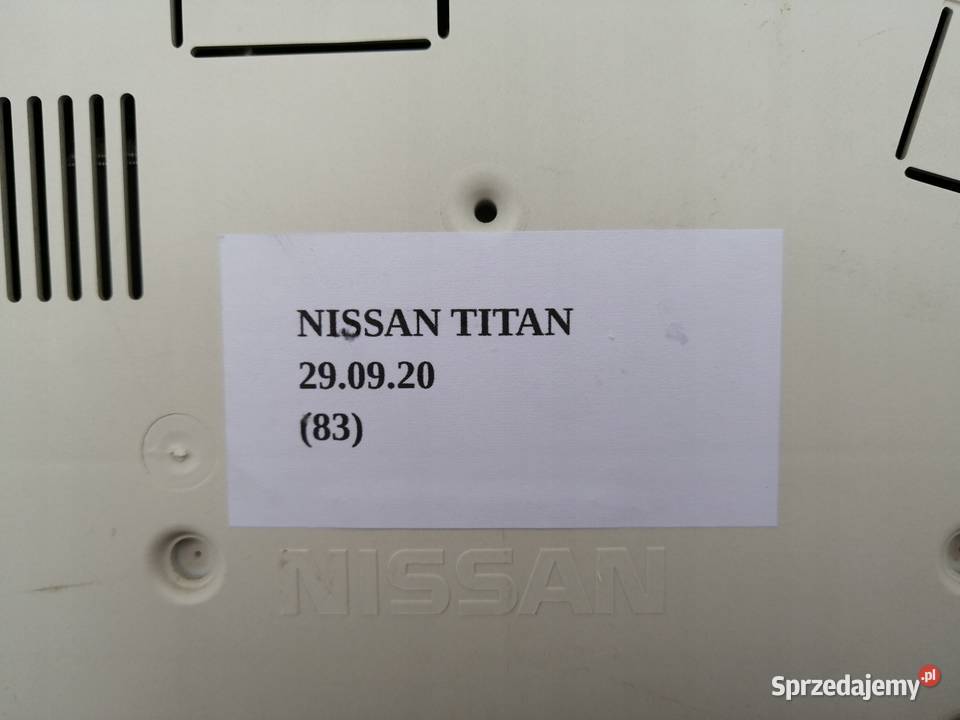 NISSAN TITAN
29.09.20
(83)
NISSAN
Sprzedajemy.pl